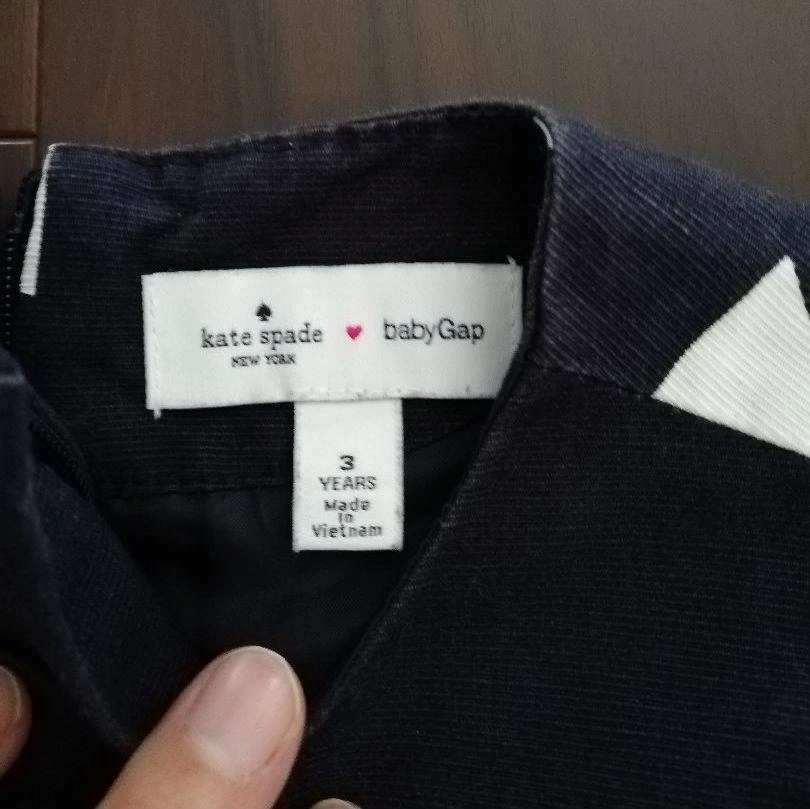 kate spade ♥ babyGap
NEW YORK
3
YEARS
Made
in
Vietnam